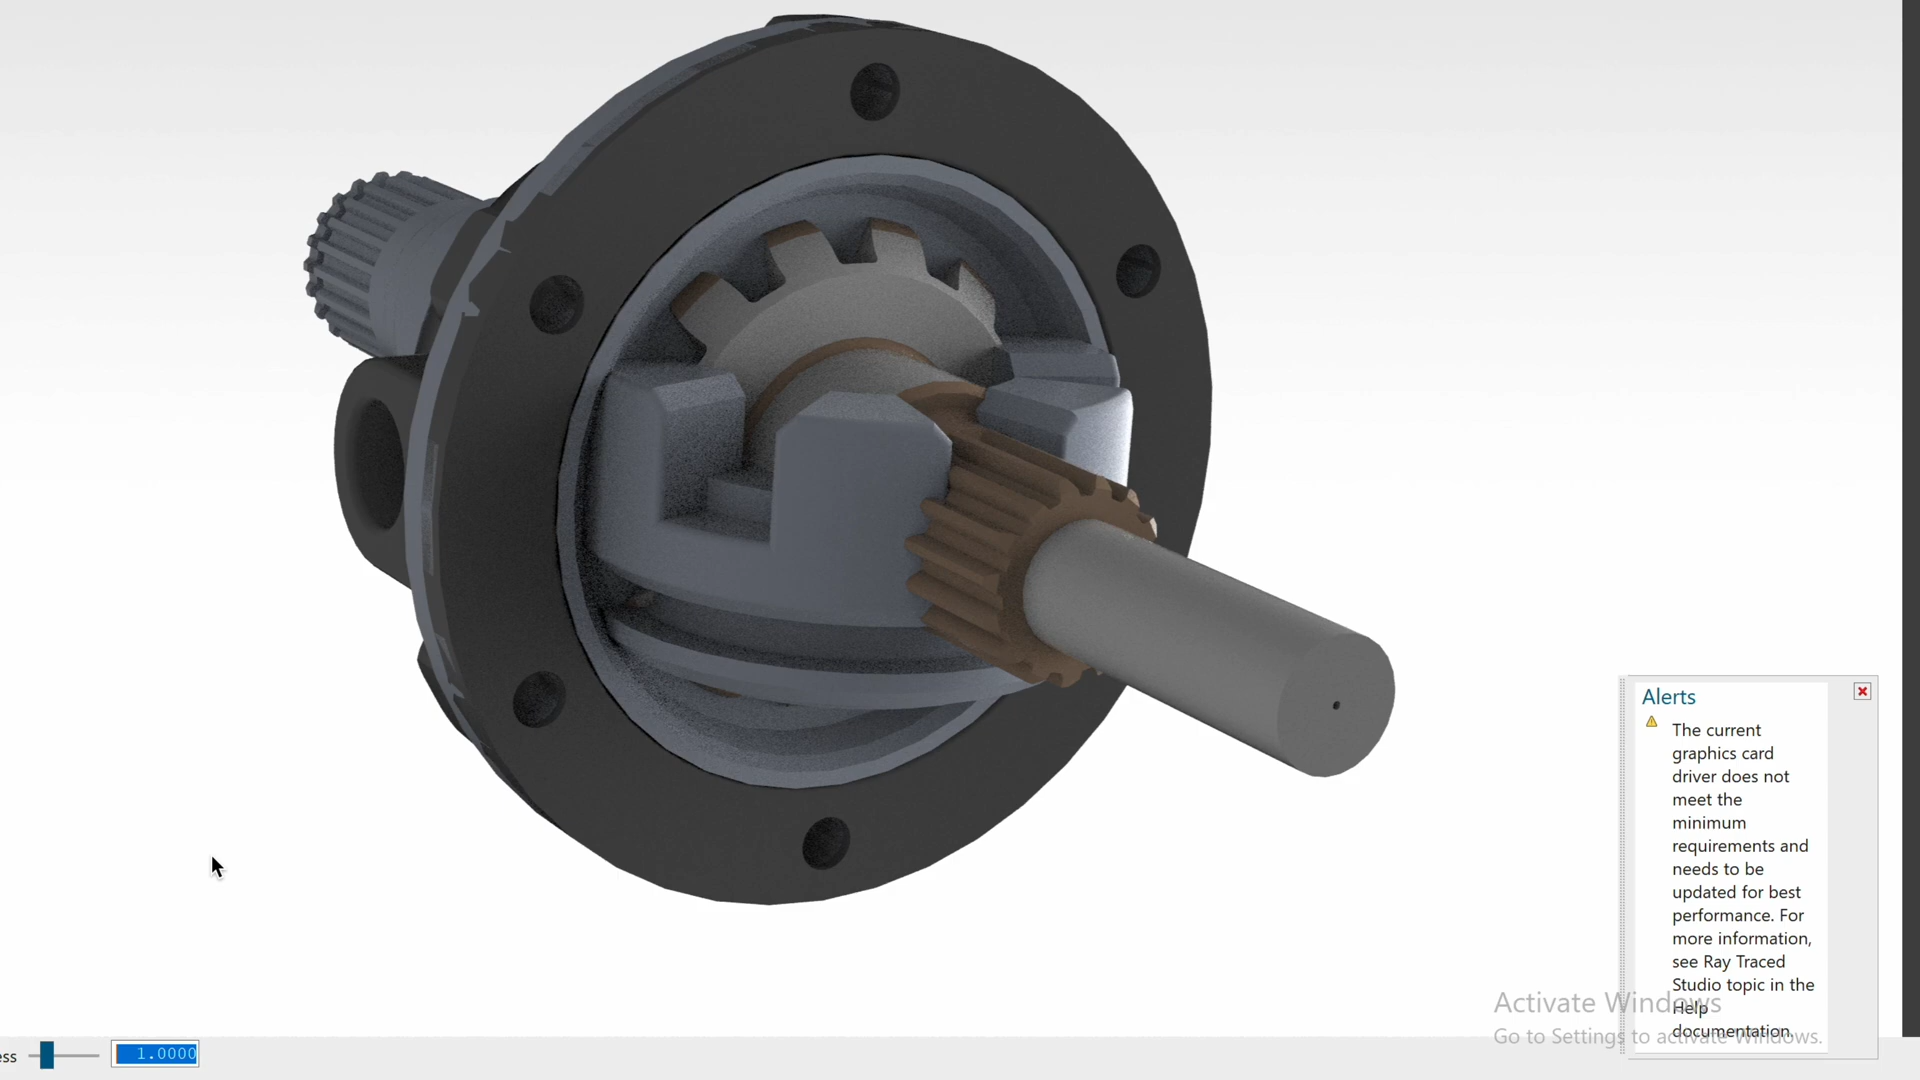 Alerts
The current
graphics card
driver does not
meet the
minimum
requirements and
needs to be
updated for best
performance. For
more information,
see Ray Traced
Studio topic in the
Help
documentation.
Activate Windows
Go to Settings to activate Windows.
ess
1.0000